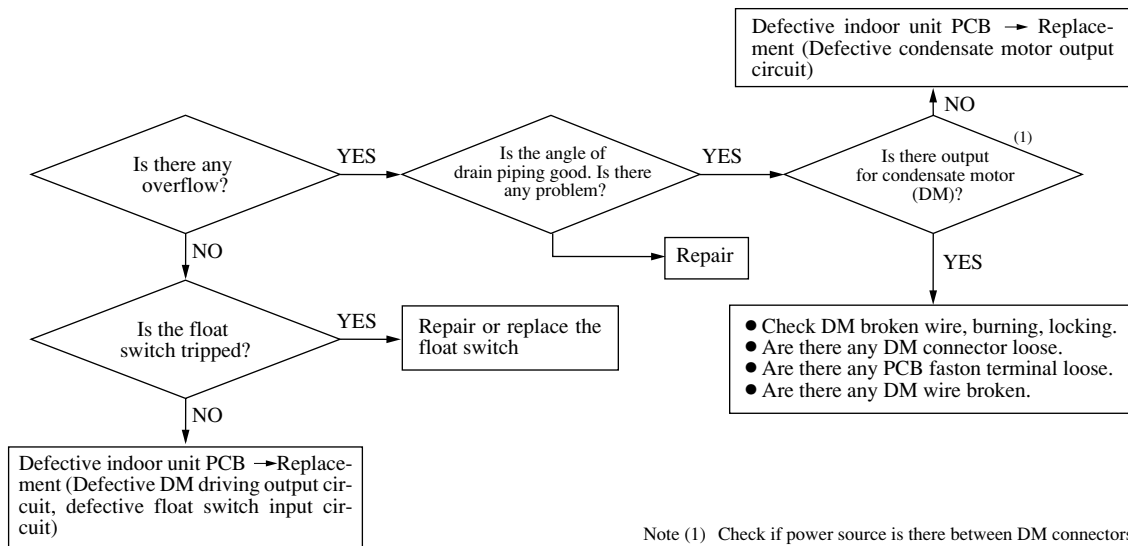 Defective indoor unit PCB → Replace-
ment (Defective condensate motor output
circuit)
NO
(1)
Is there any
overflow?
YES
Is the angle of
drain piping good. Is there
any problem?
YES
Is there output
for condensate motor
(DM)?
NO
Repair
YES
Is the float
switch tripped?
YES
Repair or replace the
float switch
● Check DM broken wire, burning, locking.
● Are there any DM connector loose.
● Are there any PCB faston terminal loose.
● Are there any DM wire broken.
NO
Defective indoor unit PCB →Replace-
ment (Defective DM driving output cir-
cuit, defective float switch input cir-
cuit)
Note (1) Check if power source is there between DM connectors